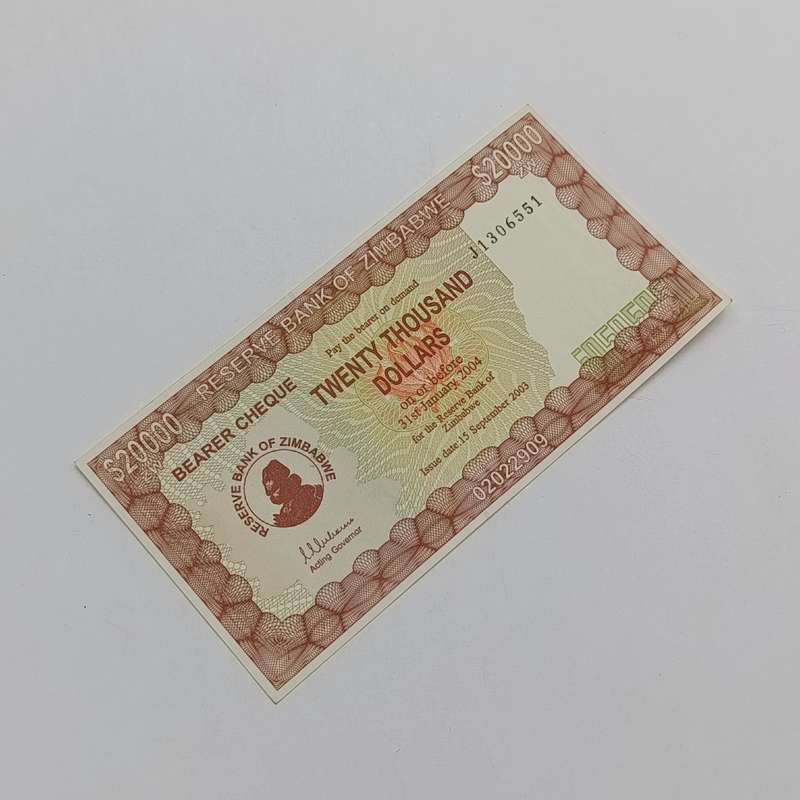 $20000
RESERVE BANK OF ZIMBABWE
$20000
ZW
BEARER CHEQUE
Pay the bearer on demand
J1306551
TWENTY THOUSAND
DOLLARS
on or before
31st January 2004
for the Reserve Bank of
Zimbabwe
Issue date: 15 September 2003
RESERVE BANK OF ZIMBABWE
Acting Governor
02022909